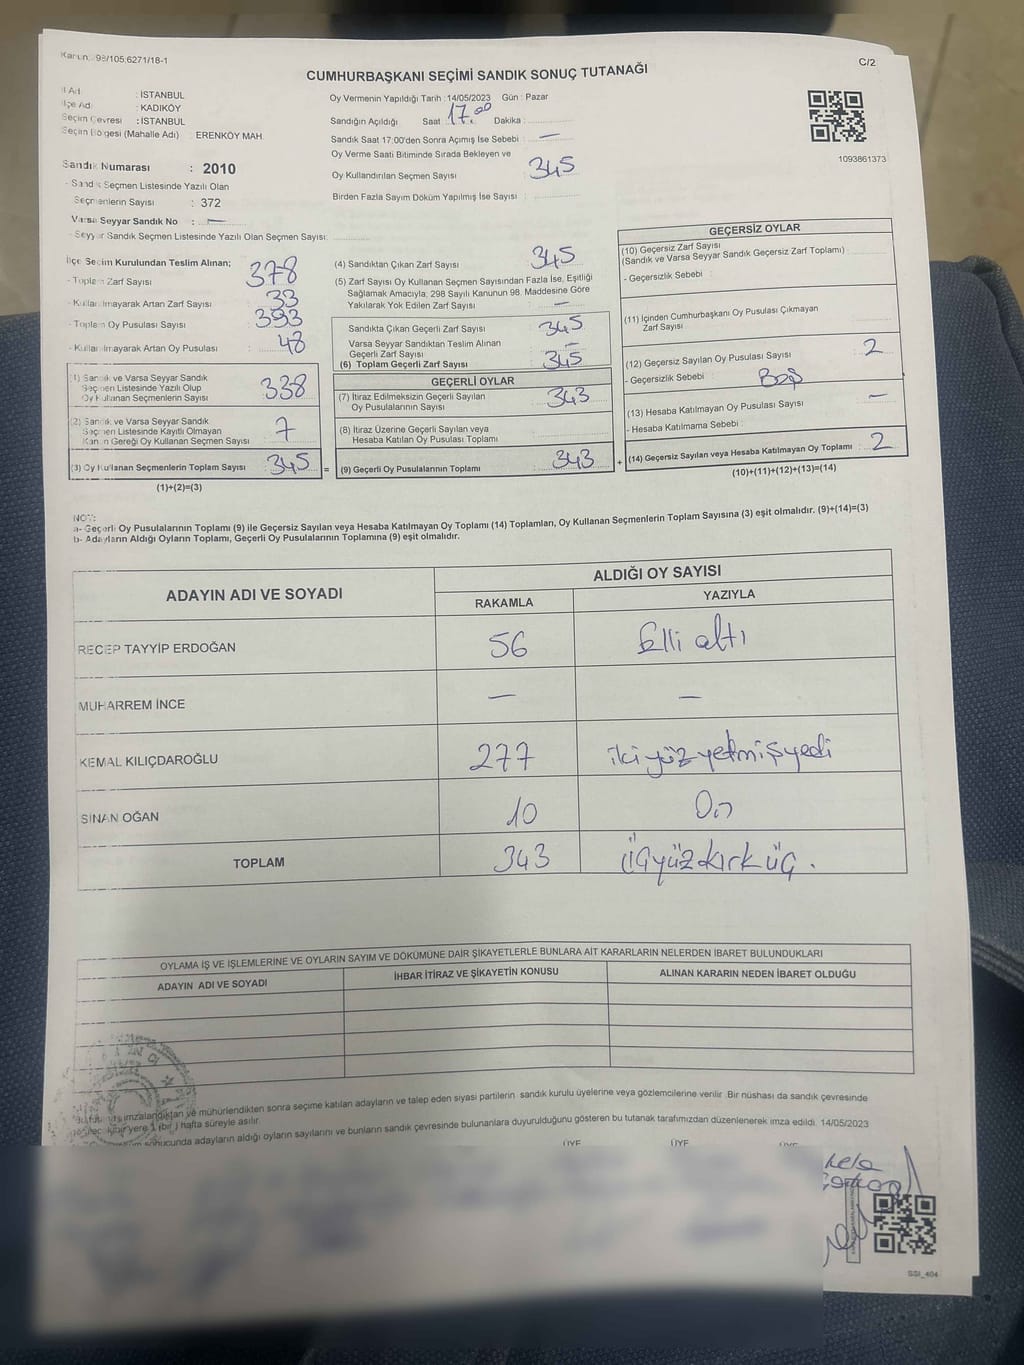 Kanun: 98/105:6271/18-1
C/2
CUMHURBAŞKANI SEÇİMİ SANDIK SONUÇ TUTANAĞI
İl Adı : İSTANBUL
İlçe Adı : KADIKÖY
Seçim Çevresi : İSTANBUL
Seçim Bölgesi (Mahalle Adı) : ERENKÖY MAH.
Sandık Numarası : 2010
- Sandık Seçmen Listesinde Yazılı Olan
Seçmenlerin Sayısı : 372
Varsa Seyyar Sandık No : —
- Seyyar Sandık Seçmen Listesinde Yazılı Olan Seçmen Sayısı:
Oy Vermenin Yapıldığı Tarih : 14/05/2023 Gün : Pazar
Sandığın Açıldığı Saat 17.00 Dakika :
Sandık Saat 17:00'den Sonra Açımış İse Sebebi : —
Oy Verme Saati Bitiminde Sırada Bekleyen ve
Oy Kullandırılan Seçmen Sayısı : 345
Birden Fazla Sayım Döküm Yapılmış İse Sayısı :
1093861373
İlçe Seçim Kurulundan Teslim Alınan;
- Toplam Zarf Sayısı : 378
- Kullanılmayarak Artan Zarf Sayısı : 33
- Toplam Oy Pusulası Sayısı : 393
- Kullanılmayarak Artan Oy Pusulası : 48
(1) Sandık ve Varsa Seyyar Sandık
Seçmen Listesinde Yazılı Olup
Oy Kullanan Seçmenlerin Sayısı : 338
(2) Sandık ve Varsa Seyyar Sandık
Seçmen Listesinde Kayıtlı Olmayan
Kanun Gereği Oy Kullanan Seçmen Sayısı : 7
(3) Oy Kullanan Seçmenlerin Toplam Sayısı : 345 =
(1)+(2)=(3)
(4) Sandıktan Çıkan Zarf Sayısı : 345
(5) Zarf Sayısı Oy Kullanan Seçmen Sayısından Fazla İse, Eşitliği
Sağlamak Amacıyla; 298 Sayılı Kanunun 98. Maddesine Göre
Yakılarak Yok Edilen Zarf Sayısı : —
Sandıkta Çıkan Geçerli Zarf Sayısı : 345
Varsa Seyyar Sandıktan Teslim Alınan
Geçerli Zarf Sayısı : —
(6) Toplam Geçerli Zarf Sayısı : 345
GEÇERLİ OYLAR
(7) İtiraz Edilmeksizin Geçerli Sayılan
Oy Pusulalarının Sayısı : 343
(8) İtiraz Üzerine Geçerli Sayılan veya
Hesaba Katılan Oy Pusulası Toplamı :
(9) Geçerli Oy Pusulalarının Toplamı : 343 +
GEÇERSİZ OYLAR
(10) Geçersiz Zarf Sayısı
(Sandık ve Varsa Seyyar Sandık Geçersiz Zarf Toplamı) :
- Geçersizlik Sebebi :
(11) İçinden Cumhurbaşkanı Oy Pusulası Çıkmayan
Zarf Sayısı :
(12) Geçersiz Sayılan Oy Pusulası Sayısı : 2
- Geçersizlik Sebebi : Boş
(13) Hesaba Katılmayan Oy Pusulası Sayısı : —
- Hesaba Katılmama Sebebi :
(14) Geçersiz Sayılan veya Hesaba Katılmayan Oy Toplamı : 2
(10)+(11)+(12)+(13)=(14)
NOT:
a- Geçerli Oy Pusulalarının Toplamı (9) ile Geçersiz Sayılan veya Hesaba Katılmayan Oy Toplamı (14) Toplamları, Oy Kullanan Seçmenlerin Toplam Sayısına (3) eşit olmalıdır. (9)+(14)=(3)
b- Adayların Aldığı Oyların Toplamı, Geçerli Oy Pusulalarının Toplamına (9) eşit olmalıdır.
ADAYIN ADI VE SOYADI ALDIĞI OY SAYISI
RAKAMLA YAZIYLA
RECEP TAYYİP ERDOĞAN 56 Elli altı
MUHARREM İNCE — —
KEMAL KILIÇDAROĞLU 277 ikiyüzyetmişyedi
SİNAN OĞAN 10 On
TOPLAM 343 üçyüzkırküç.
OYLAMA İŞ VE İŞLEMLERİNE VE OYLARIN SAYIM VE DÖKÜMÜNE DAİR ŞİKAYETLERLE BUNLARA AİT KARARLARIN NELERDEN İBARET BULUNDUKLARI
ADAYIN ADI VE SOYADI İHBAR İTİRAZ VE ŞİKAYETİN KONUSU ALINAN KARARIN NEDEN İBARET OLDUĞU
imzalandıktan ve mühürlendikten sonra seçime katılan adayların ve talep eden siyasi partilerin sandık kurulu üyelerine veya gözlemcilerine verilir. Bir nüshası da sandık çevresinde
bir yere 1 (bir) hafta süreyle asılır.
sonucunda adayların aldığı oyların sayılarını ve bunların sandık çevresinde bulunanlara duyurulduğunu gösteren bu tutanak tarafımızdan düzenlenerek imza edildi. 14/05/2023
ÜYE ÜYE ÜYE
SSI_404